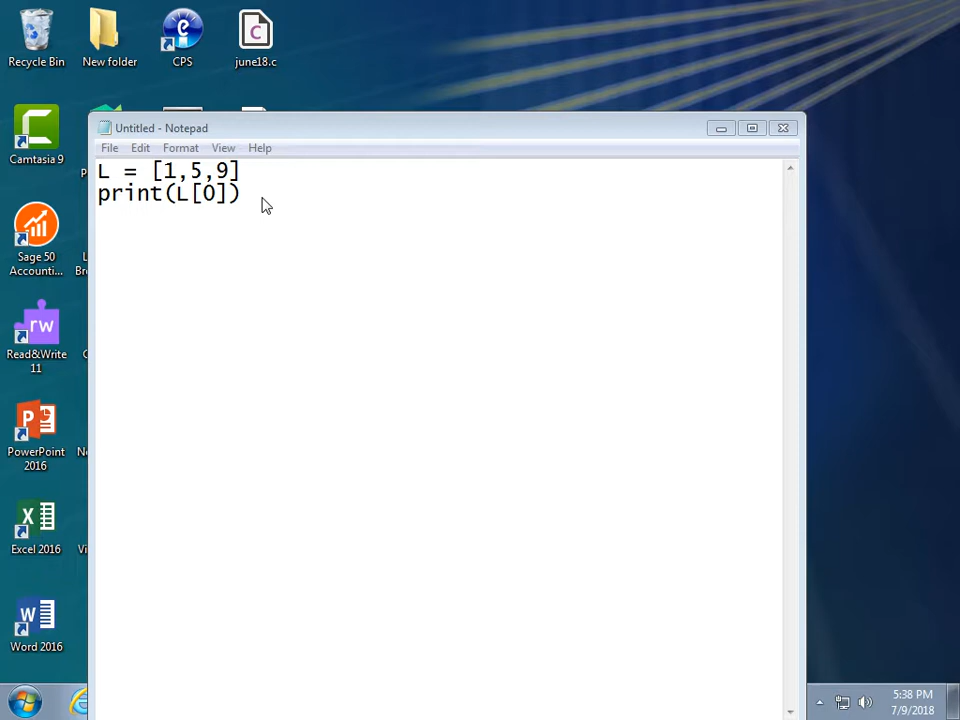 Recycle Bin
New folder
CPS
june18.c
Camtasia 9
Untitled - Notepad
File Edit Format View Help
L = [1,5,9]
print(L[0])
Sage 50
Accounti...
Read&Write
11
rw
PowerPoint
2016
Excel 2016
Word 2016
5:38 PM
7/9/2018